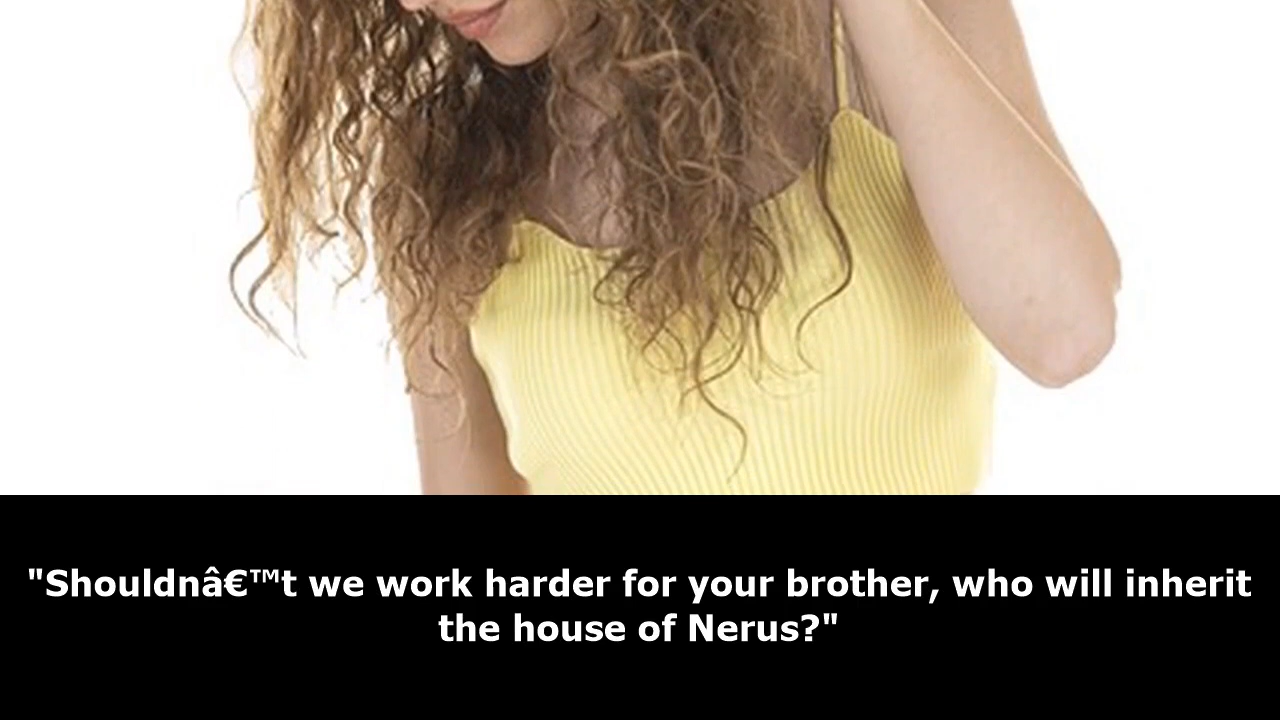 "Shouldnâ€™t we work harder for your brother, who will inherit
the house of Nerus?"